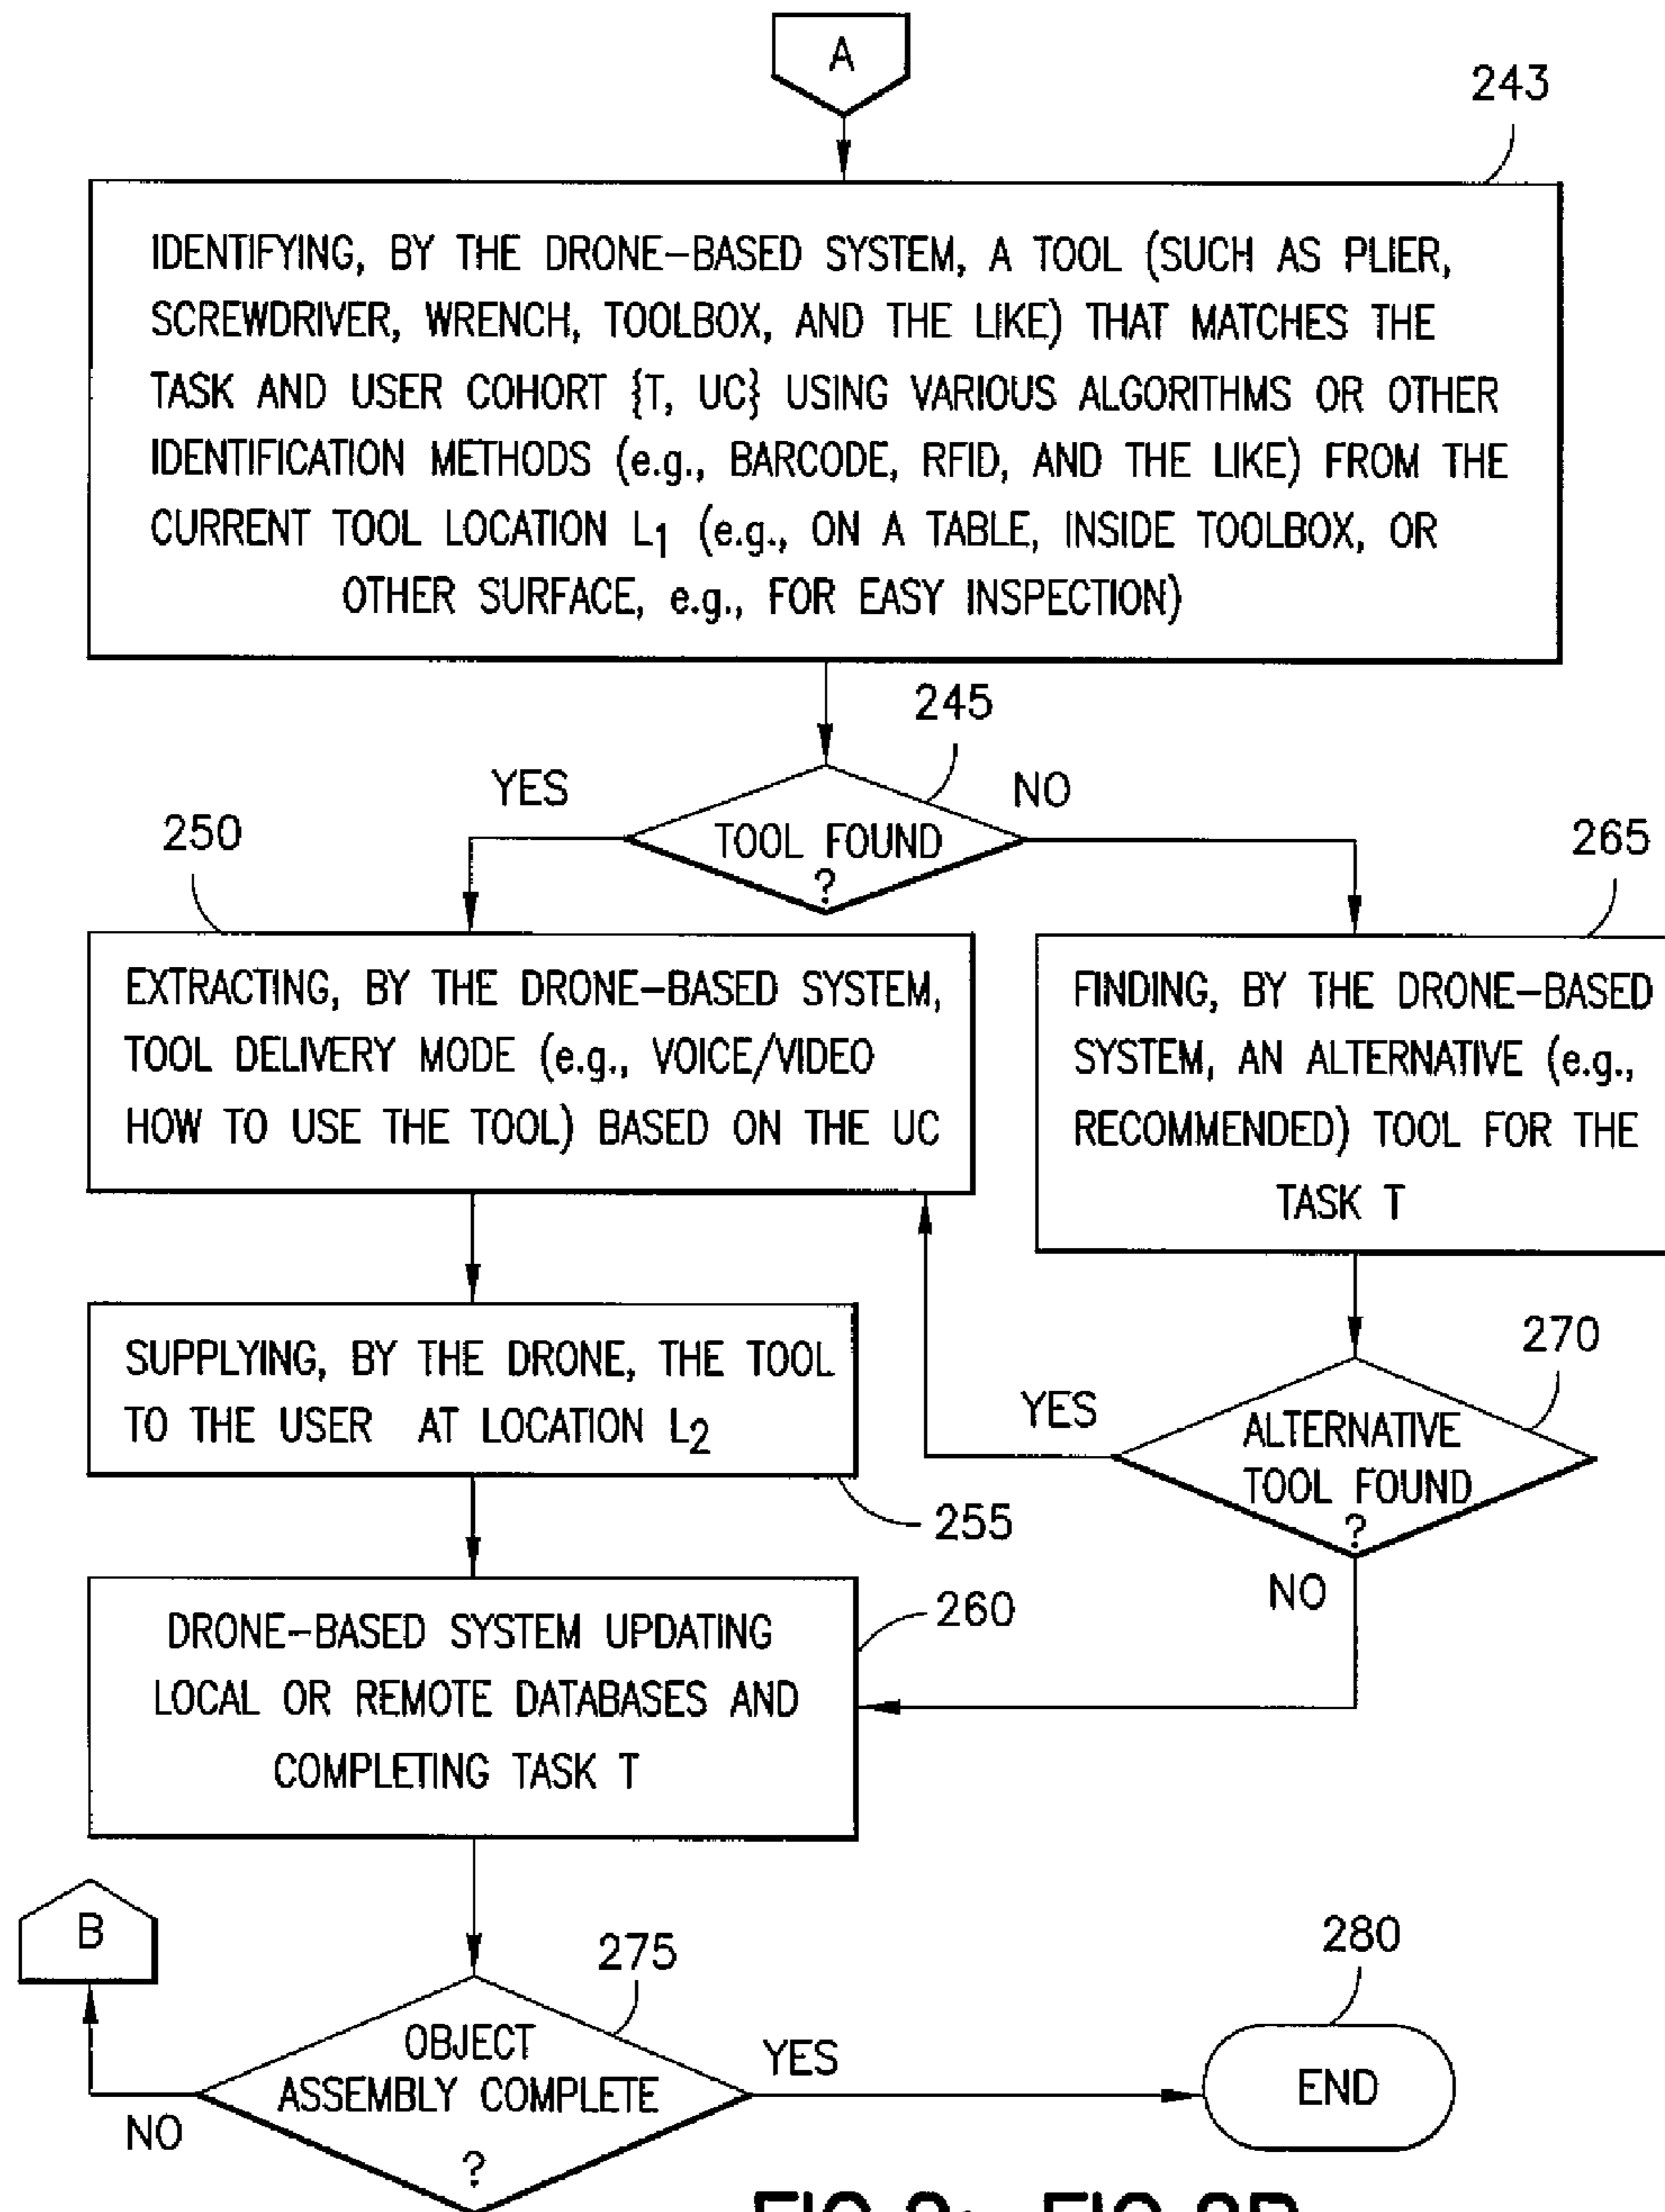 A
243
IDENTIFYING, BY THE DRONE-BASED SYSTEM, A TOOL (SUCH AS PLIER,
SCREWDRIVER, WRENCH, TOOLBOX, AND THE LIKE) THAT MATCHES THE
TASK AND USER COHORT {T, UC} USING VARIOUS ALGORITHMS OR OTHER
IDENTIFICATION METHODS (e.g., BARCODE, RFID, AND THE LIKE) FROM THE
CURRENT TOOL LOCATION L1 (e.g., ON A TABLE, INSIDE TOOLBOX, OR
OTHER SURFACE, e.g., FOR EASY INSPECTION)
245
YES
NO
TOOL FOUND
?
250
EXTRACTING, BY THE DRONE-BASED SYSTEM,
TOOL DELIVERY MODE (e.g., VOICE/VIDEO
HOW TO USE THE TOOL) BASED ON THE UC
265
FINDING, BY THE DRONE-BASED
SYSTEM, AN ALTERNATIVE (e.g.,
RECOMMENDED) TOOL FOR THE
TASK T
SUPPLYING, BY THE DRONE, THE TOOL
TO THE USER AT LOCATION L2
255
270
YES
ALTERNATIVE
TOOL FOUND
?
NO
260
DRONE-BASED SYSTEM UPDATING
LOCAL OR REMOTE DATABASES AND
COMPLETING TASK T
B
275
OBJECT
ASSEMBLY COMPLETE
?
NO
YES
280
END